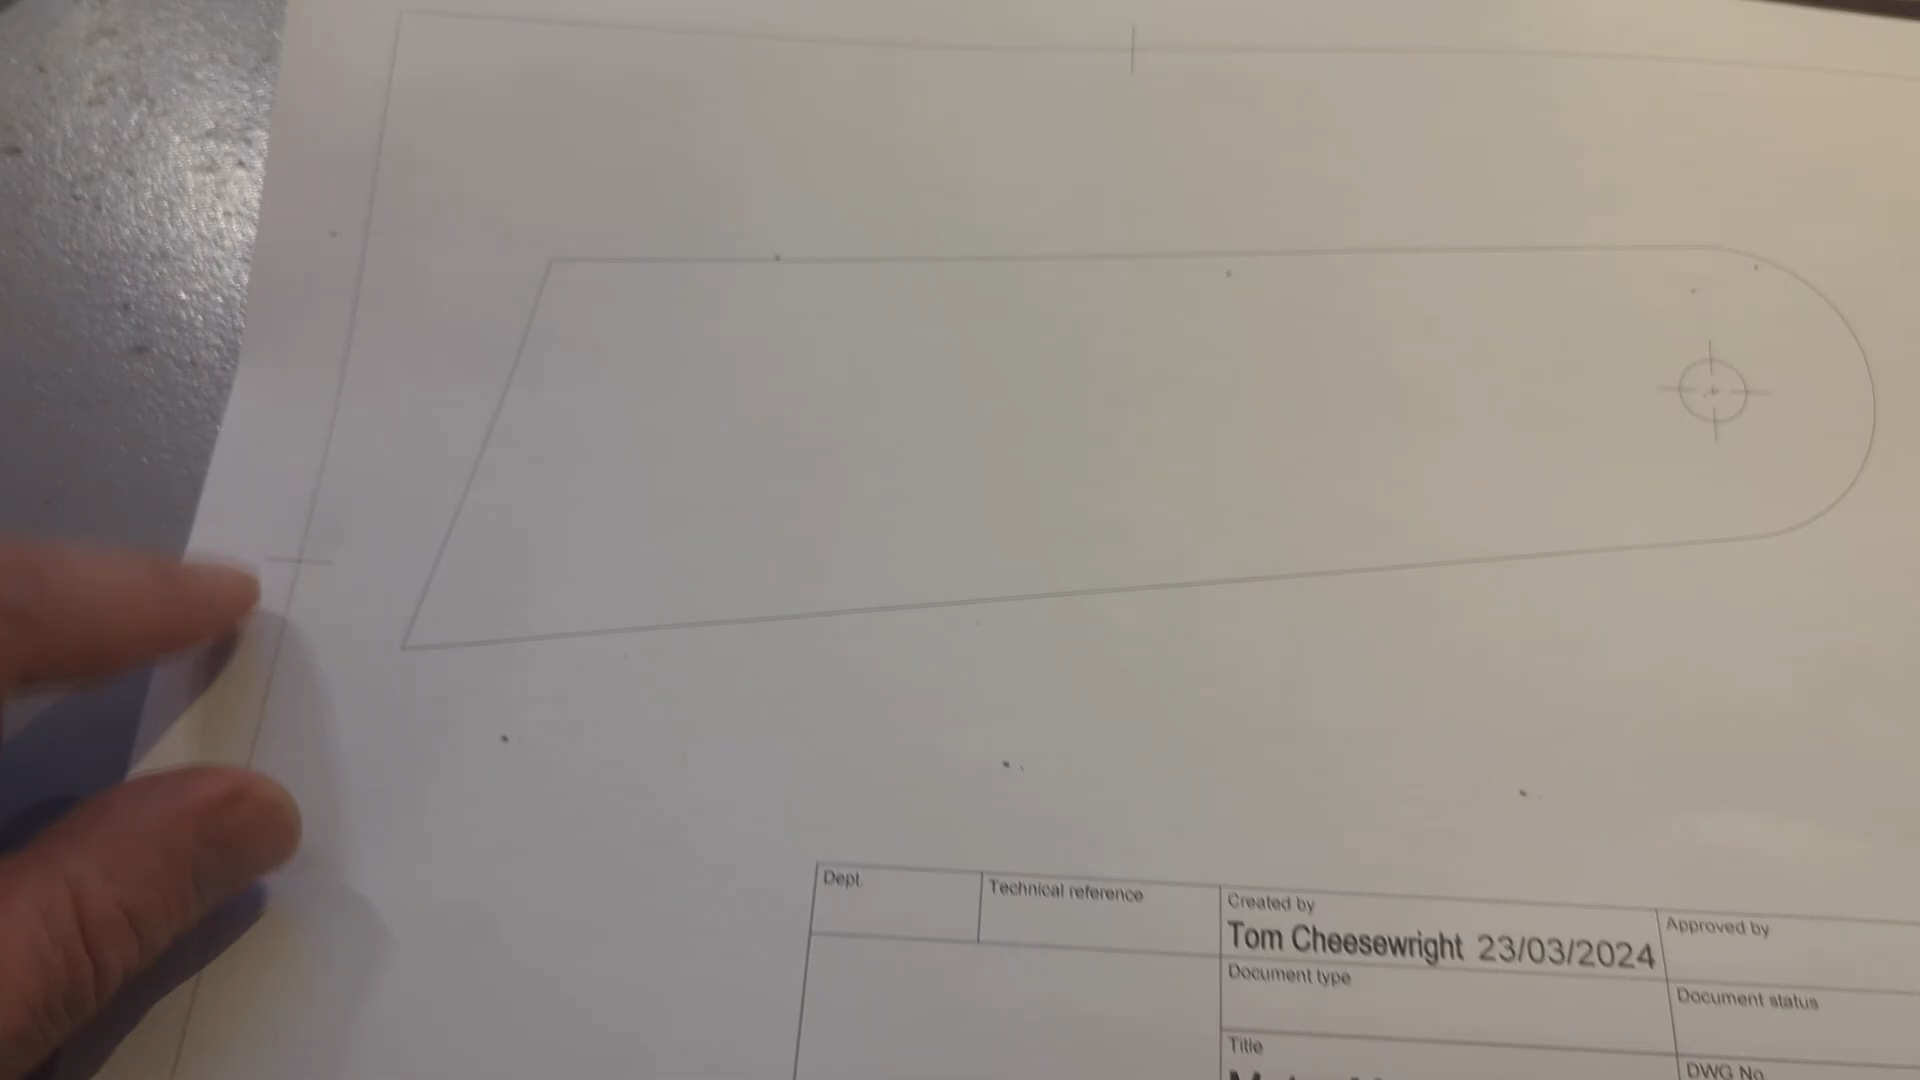 Dept.
Technical reference
Created by
Tom Cheesewright 23/03/2024
Approved by
Document type
Document status
Title
DWG No.